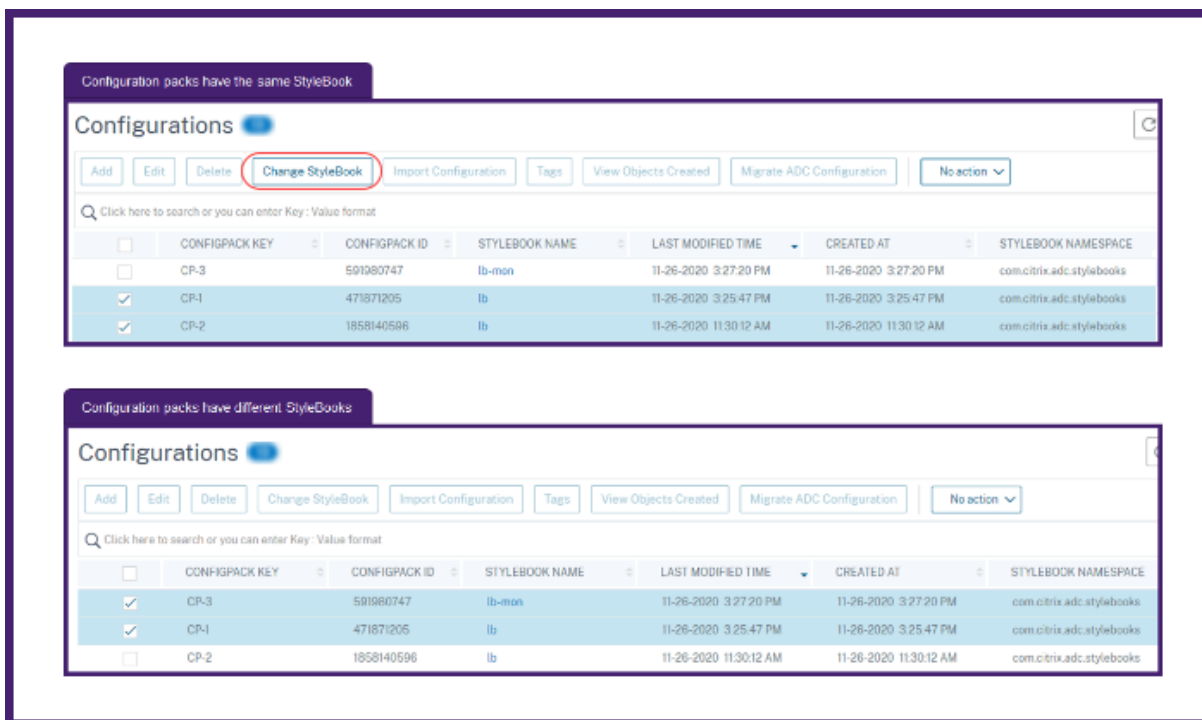 Configuration packs have the same StyleBook
Configurations
Add Edit Delete Change StyleBook Import Configuration Tags View Objects Created Migrate ADC Configuration No action
Click here to search or you can enter Key : Value format
CONFIGPACK KEY CONFIGPACK ID STYLEBOOK NAME LAST MODIFIED TIME CREATED AT STYLEBOOK NAMESPACE
CP-3 591980747 lb-mon 11-26-2020 3:27:20 PM 11-26-2020 3:27:20 PM com.citrix.adc.stylebooks
CP-1 471871205 lb 11-26-2020 3:25:47 PM 11-26-2020 3:25:47 PM com.citrix.adc.stylebooks
CP-2 1858140596 lb 11-26-2020 11:30:12 AM 11-26-2020 11:30:12 AM com.citrix.adc.stylebooks
Configuration packs have different StyleBooks
Configurations
Add Edit Delete Change StyleBook Import Configuration Tags View Objects Created Migrate ADC Configuration No action
Click here to search or you can enter Key : Value format
CONFIGPACK KEY CONFIGPACK ID STYLEBOOK NAME LAST MODIFIED TIME CREATED AT STYLEBOOK NAMESPACE
CP-3 591980747 lb-mon 11-26-2020 3:27:20 PM 11-26-2020 3:27:20 PM com.citrix.adc.stylebooks
CP-1 471871205 lb 11-26-2020 3:25:47 PM 11-26-2020 3:25:47 PM com.citrix.adc.stylebooks
CP-2 1858140596 lb 11-26-2020 11:30:12 AM 11-26-2020 11:30:12 AM com.citrix.adc.stylebooks